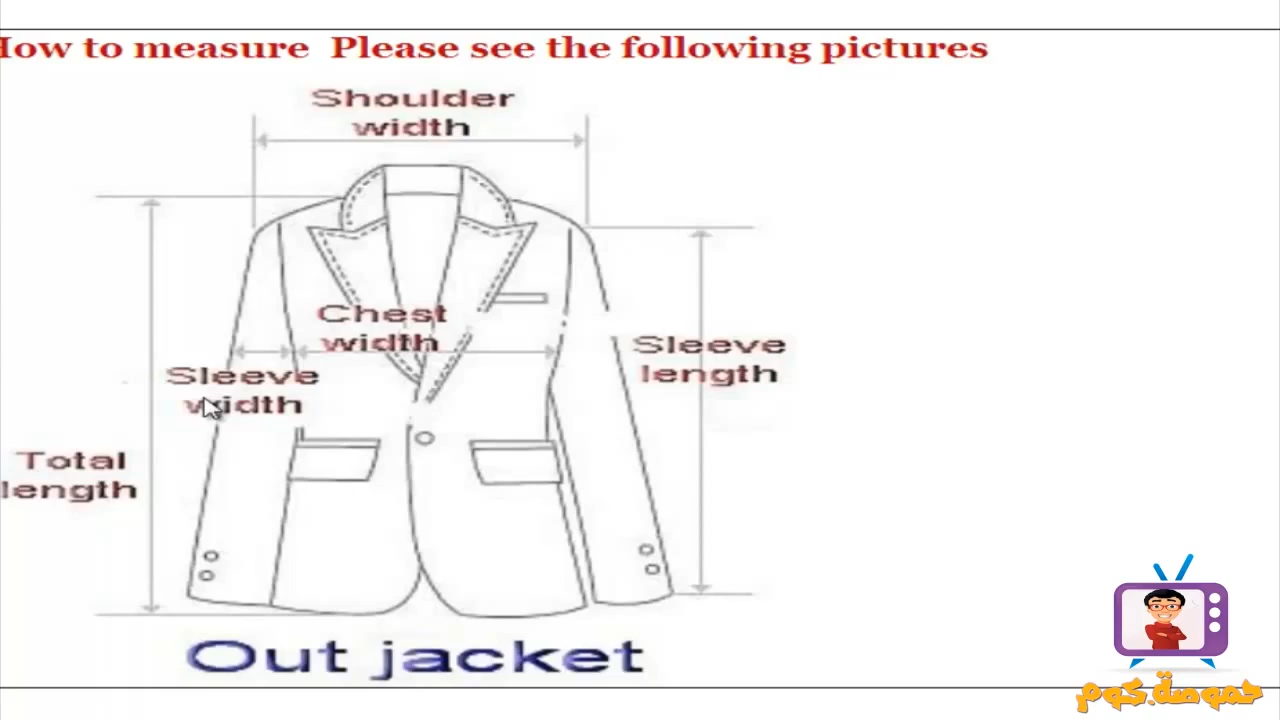 How to measure  Please see the following pictures
Shoulder
width
Chest
width
Sleeve
length
Sleeve
width
Total
length
Out jacket
حموصة.كوم